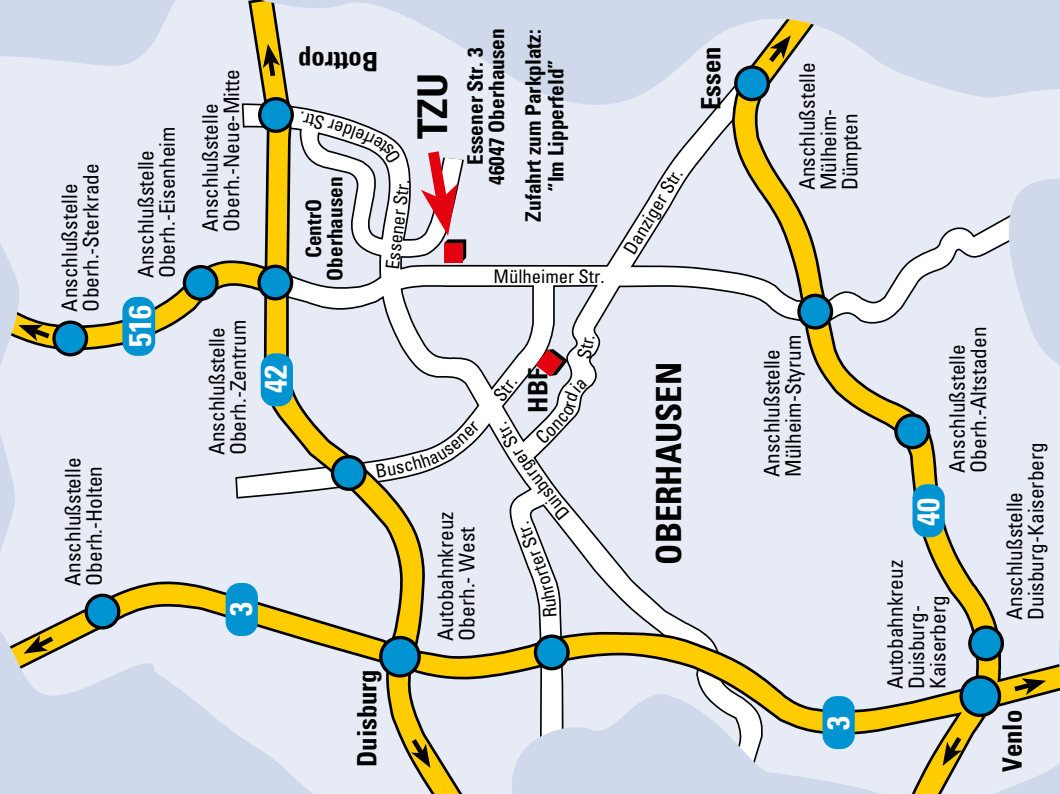 Bottrop
TZU
Essener Str. 3
46047 Oberhausen
Zufahrt zum Parkplatz:
“Im Lipperfeld”
Essen
Anschlußstelle
Oberh.-Sterkrade
Anschlußstelle
Oberh.-Eisenheim
Anschlußstelle
Oberh.-Neue-Mitte
Osterfelder Str.
CentrO
Oberhausen
Essener Str.
Danziger Str.
Anschlußstelle
Mülheim-
Dümpten
516
Mülheimer Str.
42
Anschlußstelle
Oberh.-Zentrum
HBF
Buschhausener Str.
Concordia Str.
Duisburger Str.
Duisburger Str.
OBERHAUSEN
Anschlußstelle
Mülheim-Styrum
Anschlußstelle
Oberh.-Altstaden
40
Anschlußstelle
Oberh.-Holten
3
Autobahnkreuz
Oberh.- West
Ruhrorter Str.
Anschlußstelle
Duisburg-Kaiserberg
Autobahnkreuz
Duisburg-
Kaiserberg
Duisburg
3
Venlo